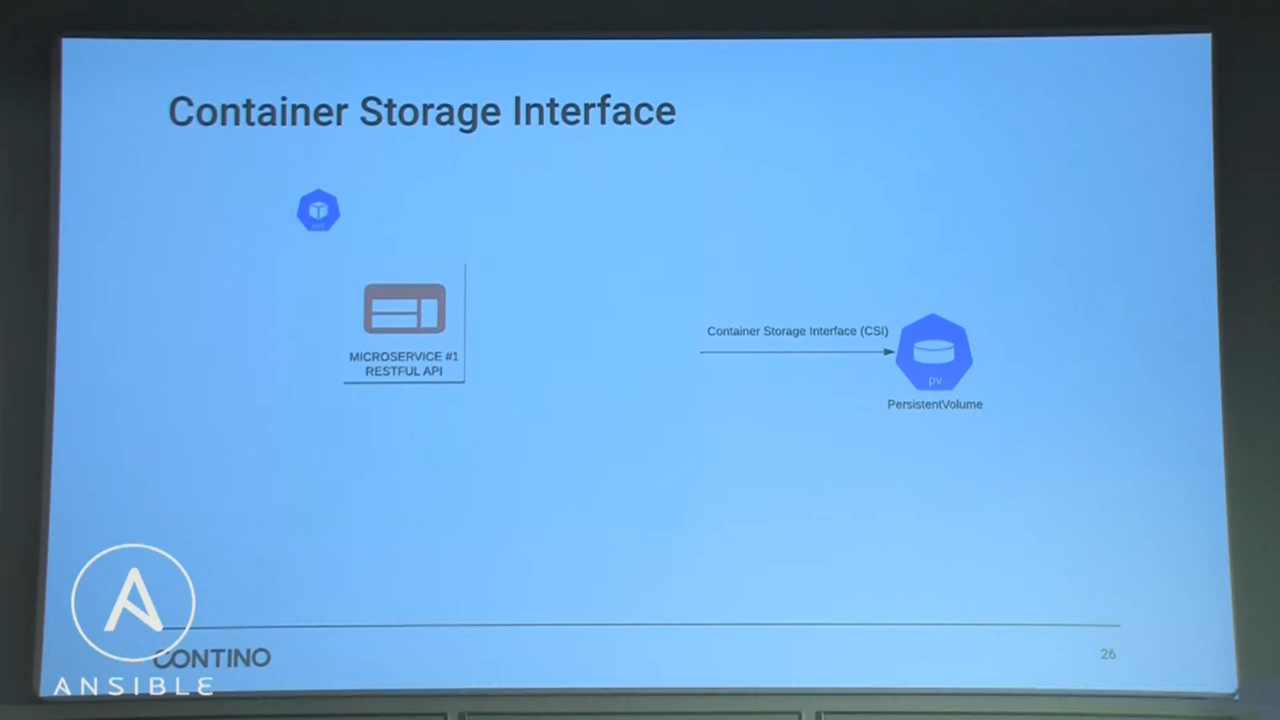 Container Storage Interface
MICROSERVICE #1
RESTFUL API
Container Storage Interface (CSI)
pv
PersistentVolume
CONTINO
26
ANSIBLE